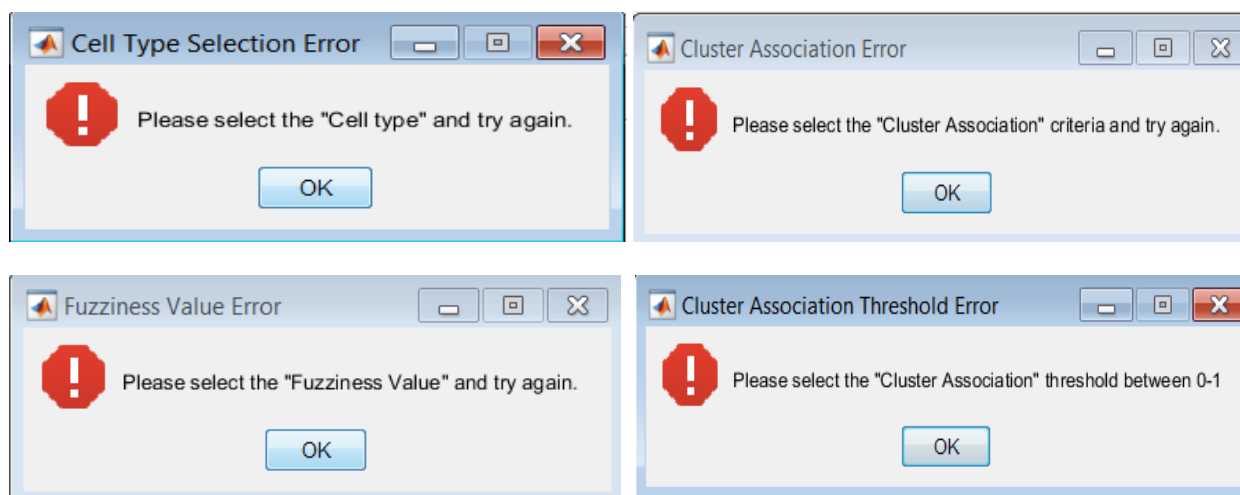 Cell Type Selection Error
Please select the "Cell type" and try again.
OK
Cluster Association Error
Please select the "Cluster Association" criteria and try again.
OK
Fuzziness Value Error
Please select the "Fuzziness Value" and try again.
OK
Cluster Association Threshold Error
Please select the "Cluster Association" threshold between 0-1
OK